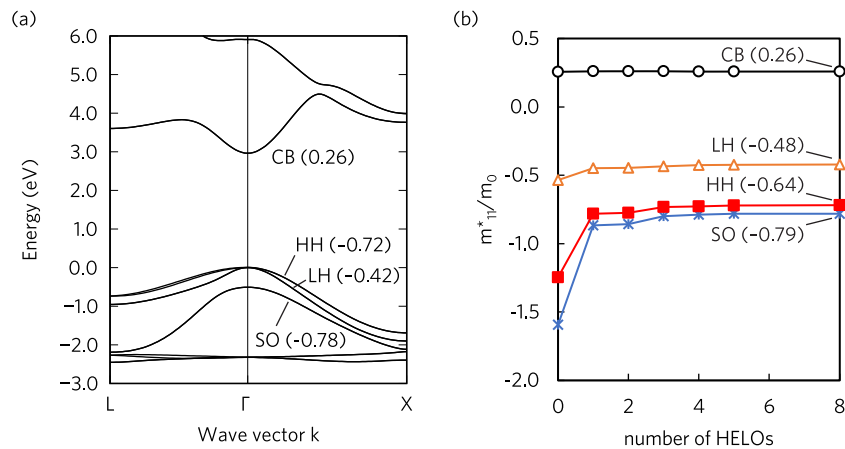 (a)
6.0
5.0
4.0
3.0
2.0
1.0
0.0
−1.0
−2.0
−3.0
Energy (eV)
CB (0.26)
HH (−0.72)
LH (−0.42)
SO (−0.78)
L
Γ
X
Wave vector k
(b)
0.5
0.0
-0.5
-1.0
-1.5
-2.0
m*11/m0
CB (0.26)
LH (−0.48)
HH (−0.64)
SO (−0.79)
0
2
4
6
8
number of HELOs